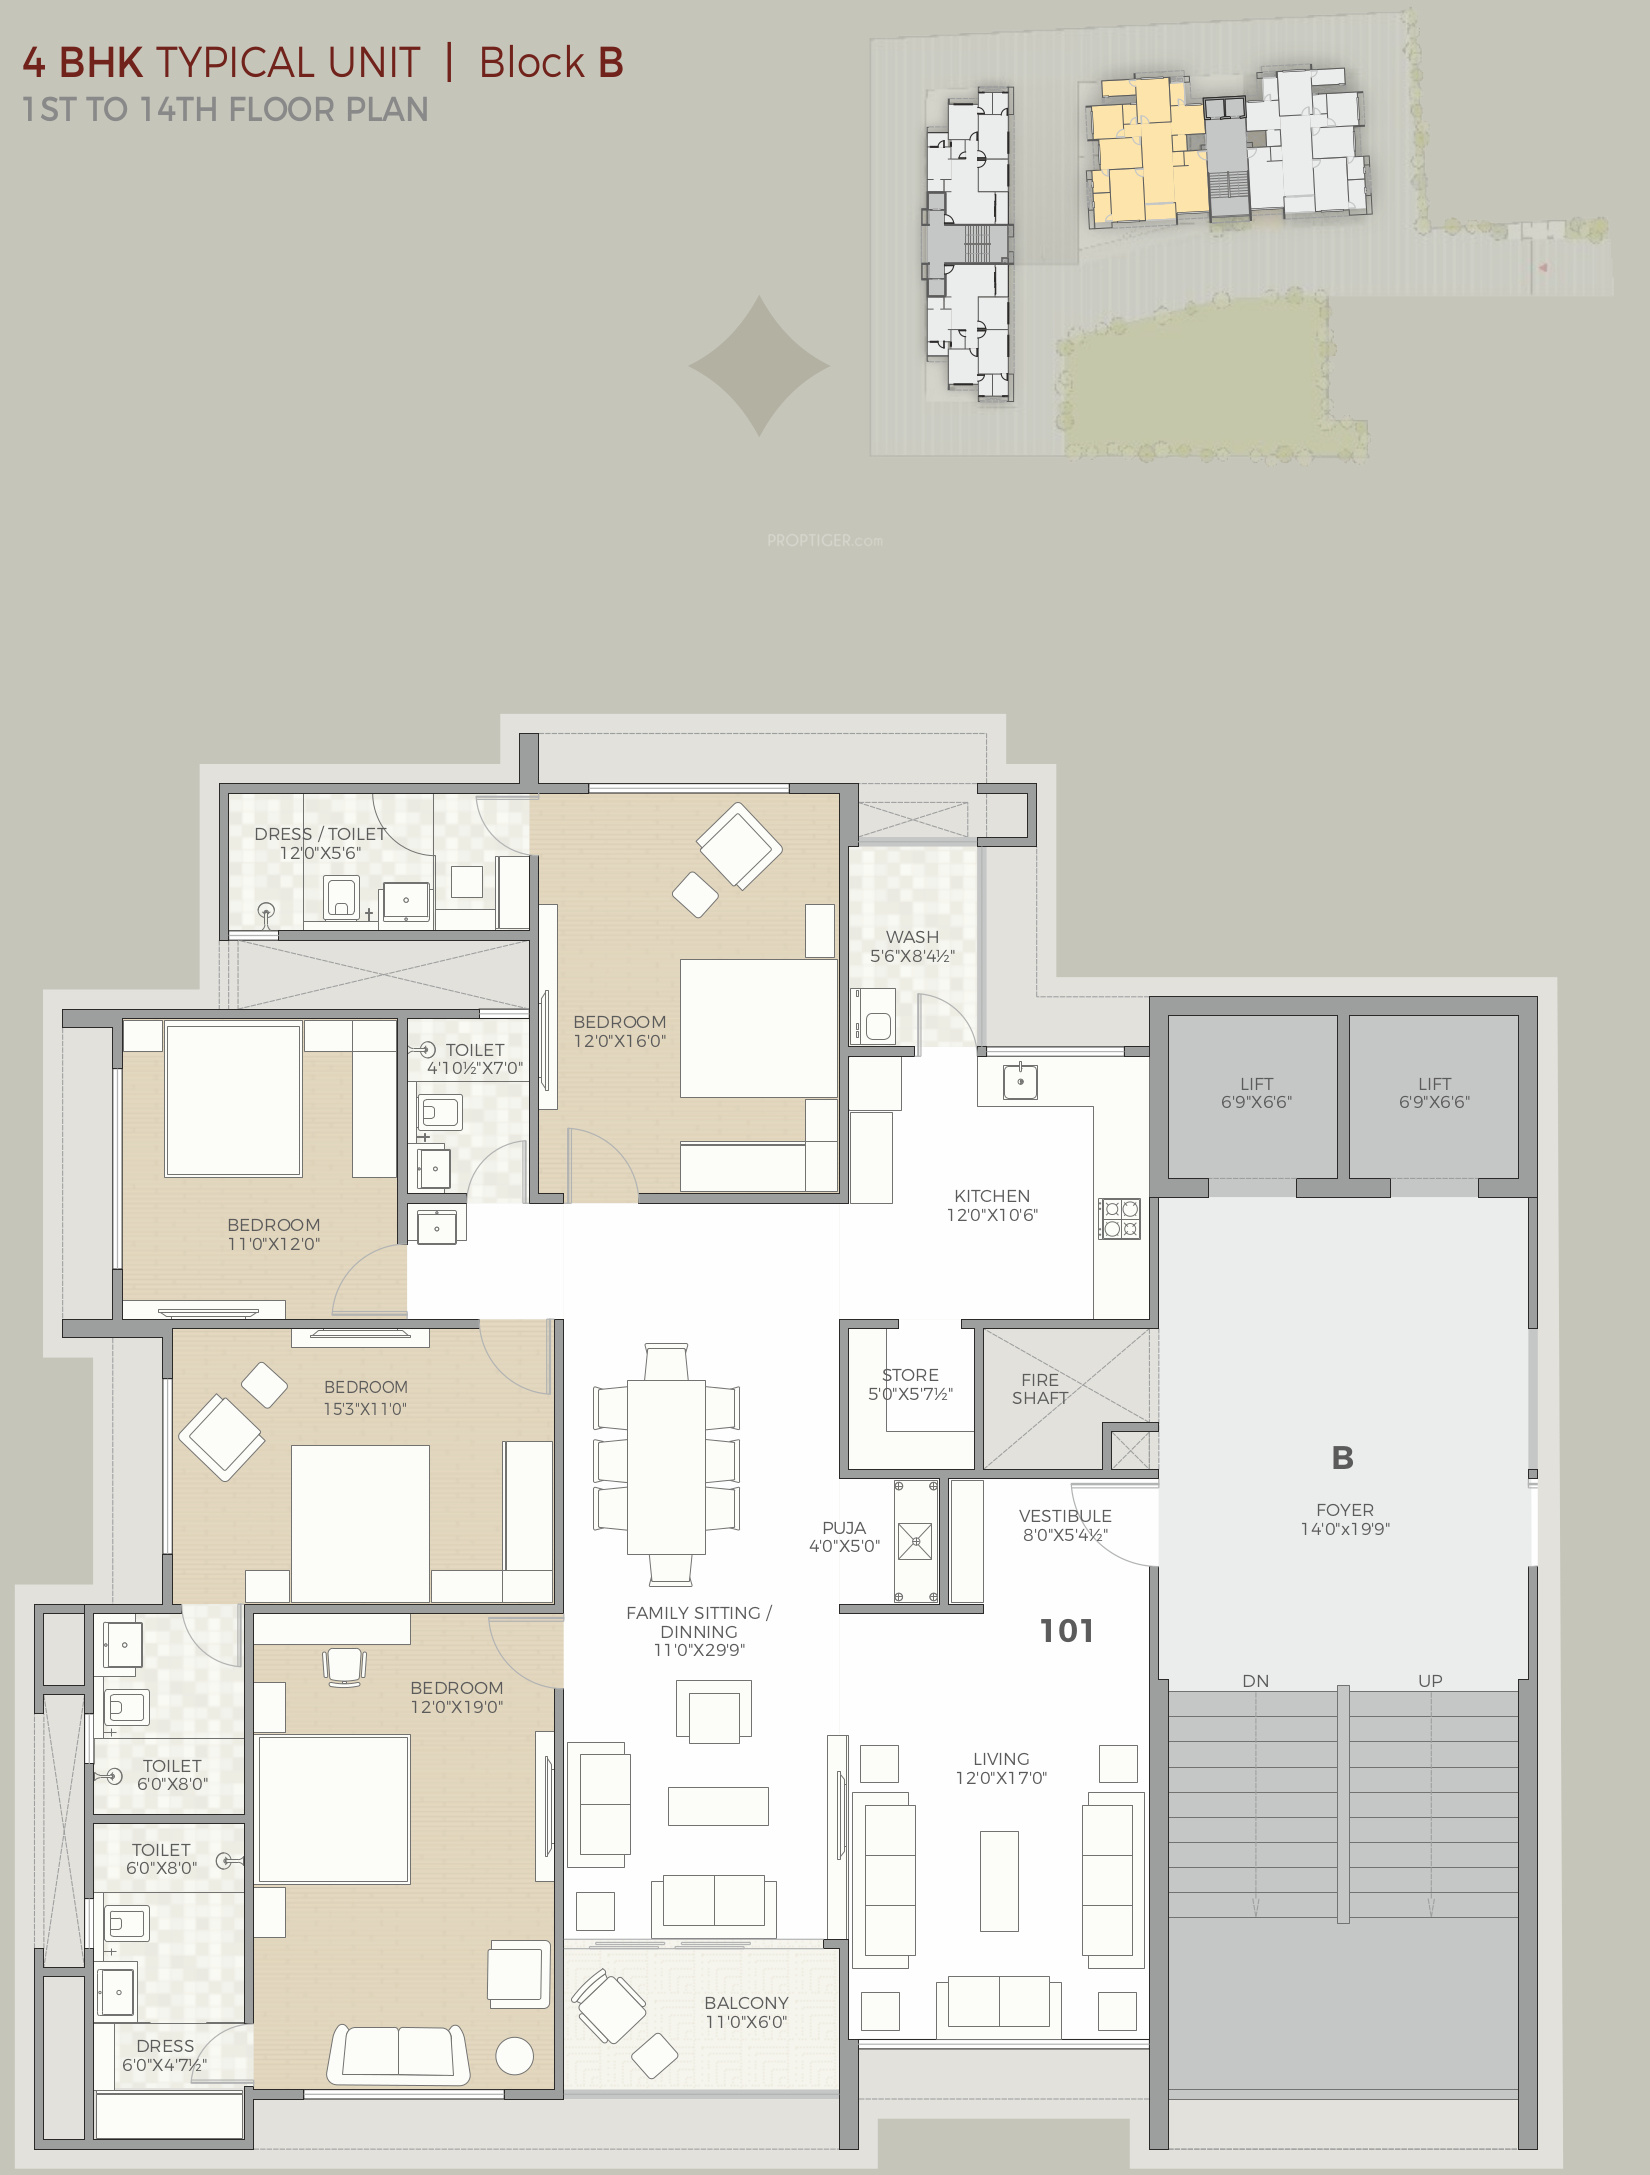 4 BHK TYPICAL UNIT | Block B
1ST TO 14TH FLOOR PLAN
PROPTIGER.com
DRESS / TOILET
12'0"X5'6"
WASH
5'6"X8'4½"
BEDROOM
12'0"X16'0"
TOILET
4'10½"X7'0"
LIFT
6'9"X6'6"
LIFT
6'9"X6'6"
KITCHEN
12'0"X10'6"
BEDROOM
11'0"X12'0"
BEDROOM
15'3"X11'0"
STORE
5'0"X5'7½"
FIRE
SHAFT
B
FOYER
14'0"x19'9"
VESTIBULE
8'0"X5'4½"
PUJA
4'0"X5'0"
FAMILY SITTING /
DINNING
11'0"X29'9"
101
BEDROOM
12'0"X19'0"
DN
UP
TOILET
6'0"X8'0"
LIVING
12'0"X17'0"
TOILET
6'0"X8'0"
BALCONY
11'0"X6'0"
DRESS
6'0"X4'7½"